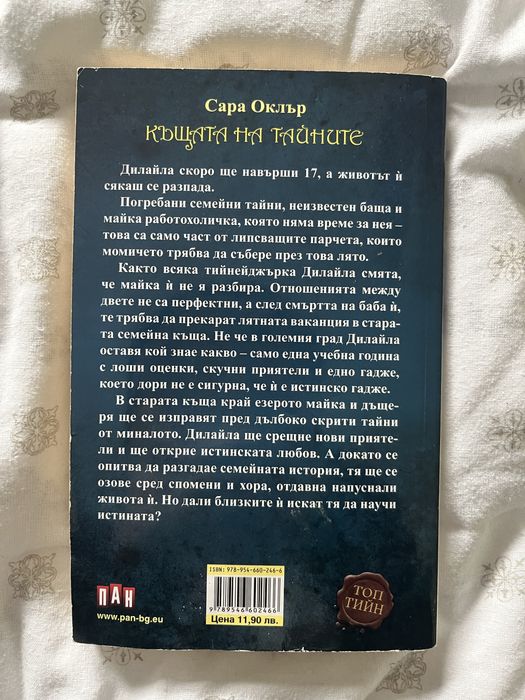 Сара Оклър
КЪЩАТА НА ТАЙНИТЕ
Дилайла скоро ще навърши 17, а животът ѝ
сякаш се разпада.
Погребани семейни тайни, неизвестен баща и
майка работохоличка, която няма време за нея –
това са само част от липсващите парчета, които
момичето трябва да събере през това лято.
Както всяка тийнейджърка Дилайла смята,
че майка ѝ не я разбира. Отношенията между
двете не са перфектни, а след смъртта на баба ѝ,
те трябва да прекарат лятната ваканция в стара-
та семейна къща. Не че в големия град Дилайла
оставя кой знае какво – само една учебна година
с лоши оценки, скучни приятели и едно гадже,
което дори не е сигурна, че ѝ е истинско гадже.
В старата къща край езерото майка и дъще-
ря ще се изправят пред дълбоко скрити тайни
от миналото. Дилайла ще срещне нови прияте-
ли и ще открие истинската любов. А докато се
опитва да разгадае семейната история, тя ще се
озове сред спомени и хора, отдавна напуснали
живота ѝ. Но дали близките ѝ искат тя да научи
истината?
ISBN: 978-954-660-246-6
9 789546 602466
Цена 11,90 лв.
ПАН
www.pan-bg.eu
ТОП
ТИЙН